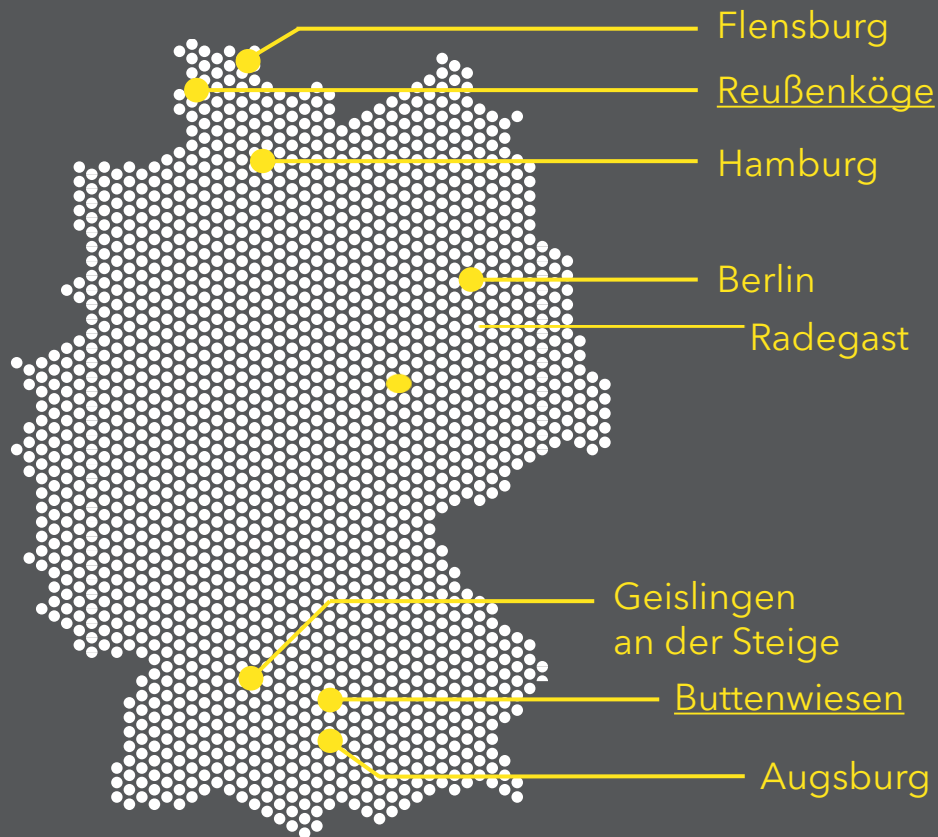 Flensburg
Reußenköge
Hamburg
Berlin
Radegast
Geislingen
an der Steige
Buttenwiesen
Augsburg